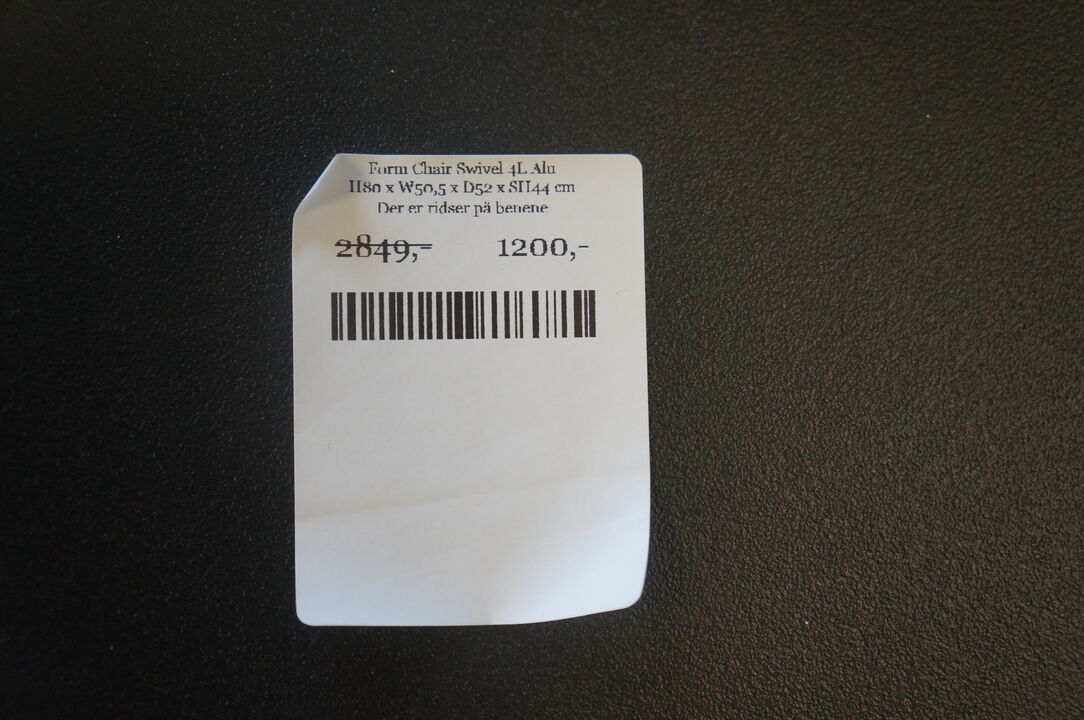 Form Chair Swivel 4L Alu
H80 x W50,5 x D52 x SH44 cm
Der er ridser på benene
2849,- 1200,-